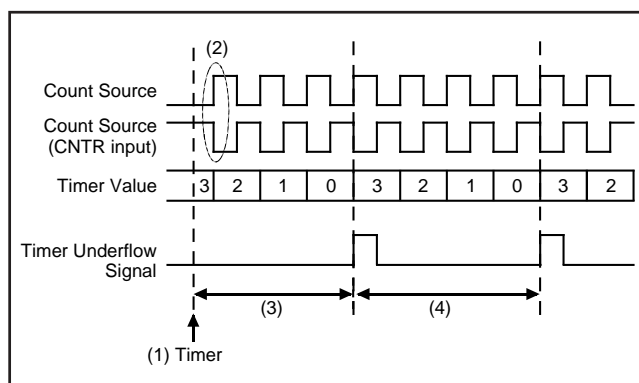 (2)
Count Source
Count Source
(CNTR input)
Timer Value 3 2 1 0 3 2 1 0 3 2
Timer Underflow
Signal
(3) (4)
(1) Timer